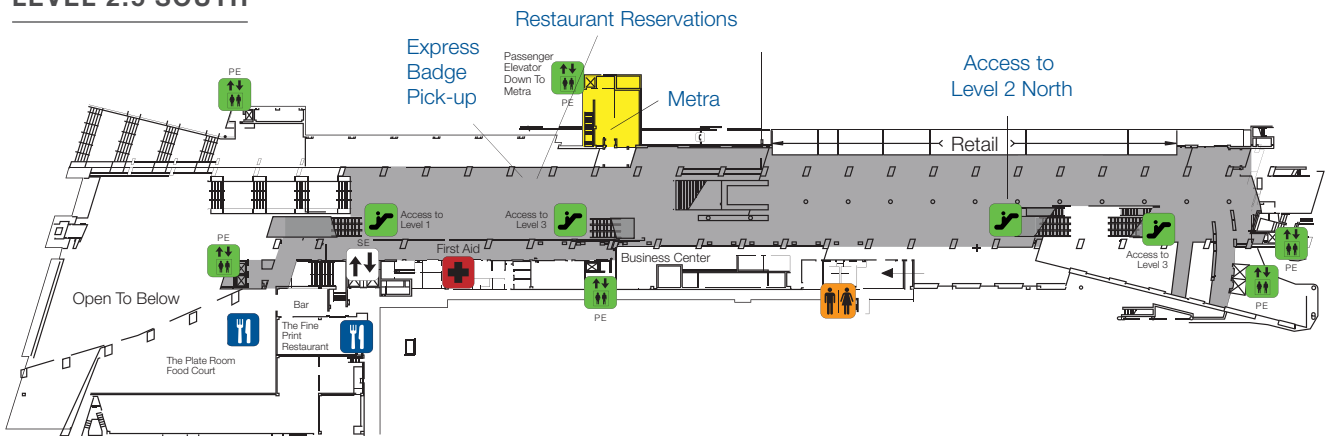 LEVEL 2.5 SOUTH
Restaurant Reservations
Express
Badge
Pick-up
Passenger
Elevator
Down To
Metra
PE
PE
Metra
Access to
Level 2 North
Retail
Access to
Level 1
Access to
Level 3
SE
First Aid
Business Center
Access to
Level 3
PE
PE
PE
PE
Open To Below
Bar
The Fine
Print
Restaurant
The Plate Room
Food Court